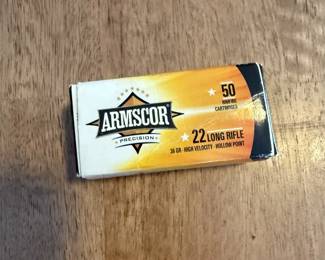 50
RIMFIRE
CARTRIDGES
ARMSCOR
PRECISION
22 LONG RIFLE
36 GR · HIGH VELOCITY · HOLLOW POINT